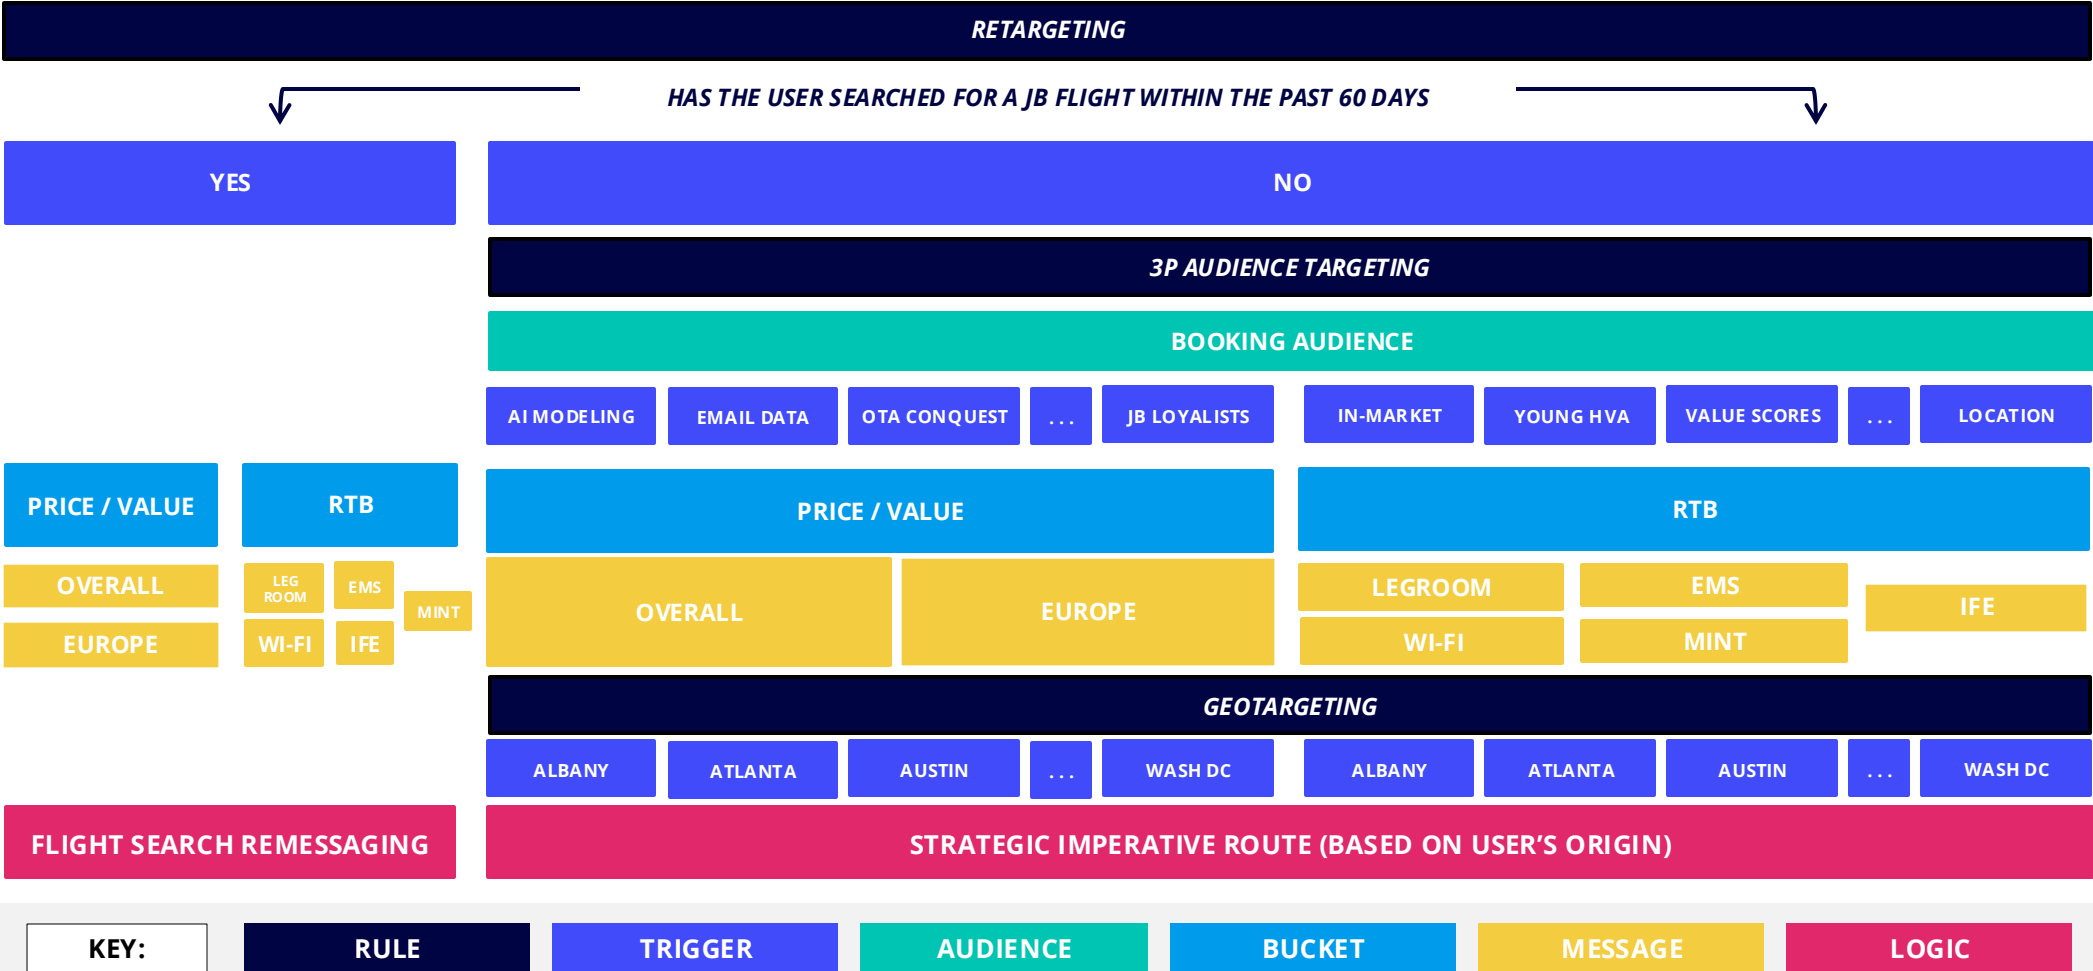 RETARGETING
HAS THE USER SEARCHED FOR A JB FLIGHT WITHIN THE PAST 60 DAYS
YES
NO
3P AUDIENCE TARGETING
BOOKING AUDIENCE
AI MODELING
EMAIL DATA
OTA CONQUEST
...
JB LOYALISTS
IN-MARKET
YOUNG HVA
VALUE SCORES
...
LOCATION
PRICE / VALUE
RTB
PRICE / VALUE
RTB
OVERALL
EUROPE
LEG
ROOM
EMS
MINT
WI-FI
IFE
OVERALL
EUROPE
LEGROOM
EMS
IFE
WI-FI
MINT
GEOTARGETING
ALBANY
ATLANTA
AUSTIN
...
WASH DC
ALBANY
ATLANTA
AUSTIN
...
WASH DC
FLIGHT SEARCH REMESSAGING
STRATEGIC IMPERATIVE ROUTE (BASED ON USER’S ORIGIN)
KEY:
RULE
TRIGGER
AUDIENCE
BUCKET
MESSAGE
LOGIC